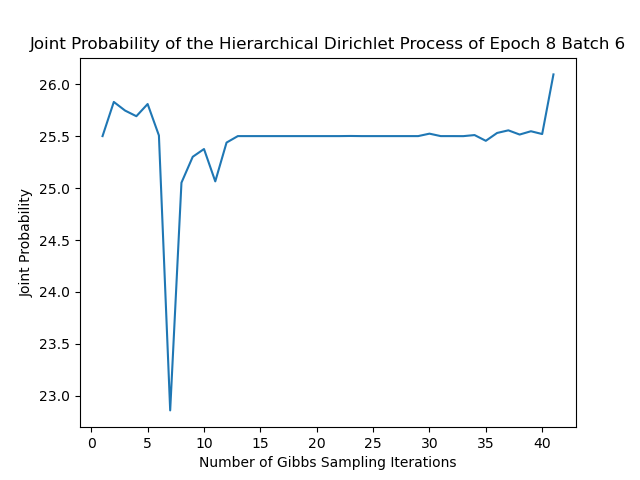 Joint Probability of the Hierarchical Dirichlet Process of Epoch 8 Batch 6
26.0
25.5
25.0
24.5
24.0
23.5
23.0
Joint Probability
0 5 10 15 20 25 30 35 40
Number of Gibbs Sampling Iterations